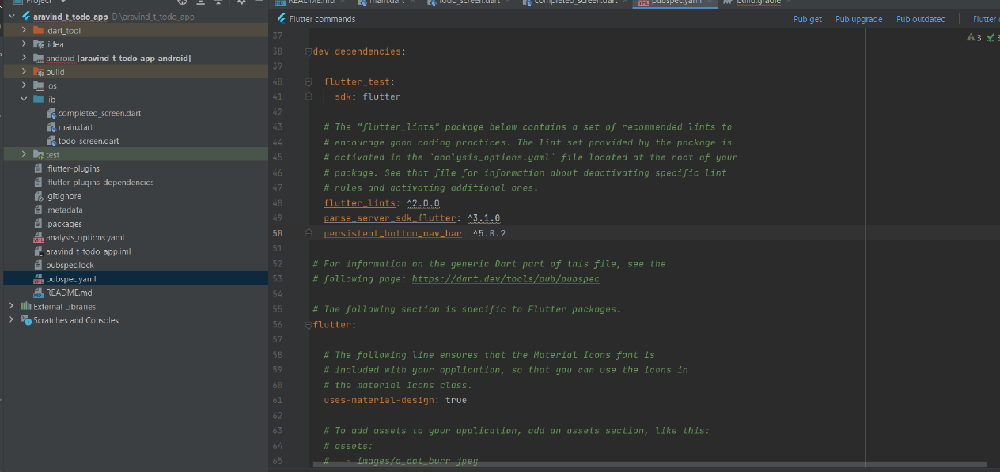 Project
aravind_t_todo_app D:\aravind_t_todo_app
.dart_tool
.idea
android [aravind_t_todo_app_android]
build
ios
lib
completed_screen.dart
main.dart
todo_screen.dart
test
.flutter-plugins
.flutter-plugins-dependencies
.gitignore
.metadata
.packages
analysis_options.yaml
aravind_t_todo_app.iml
pubspec.lock
pubspec.yaml
README.md
External Libraries
Scratches and Consoles
README.md main.dart todo_screen.dart completed_screen.dart pubspec.yaml build.gradle
Flutter commands Pub get Pub upgrade Pub outdated Flutter
3 3
37
38 dev_dependencies:
39
40 flutter_test:
41 sdk: flutter
42
43 # The "flutter_lints" package below contains a set of recommended lints to
44 # encourage good coding practices. The lint set provided by the package is
45 # activated in the `analysis_options.yaml` file located at the root of your
46 # package. See that file for information about deactivating specific lint
47 # rules and activating additional ones.
48 flutter_lints: ^2.0.0
49 parse_server_sdk_flutter: ^3.1.0
50 persistent_bottom_nav_bar: ^5.0.2
51
52 # For information on the generic Dart part of this file, see the
53 # following page: https://dart.dev/tools/pub/pubspec
54
55 # The following section is specific to Flutter packages.
56 flutter:
57
58 # The following line ensures that the Material Icons font is
59 # included with your application, so that you can use the icons in
60 # the material Icons class.
61 uses-material-design: true
62
63 # To add assets to your application, add an assets section, like this:
64 # assets:
65 # - images/a_dot_burr.jpeg